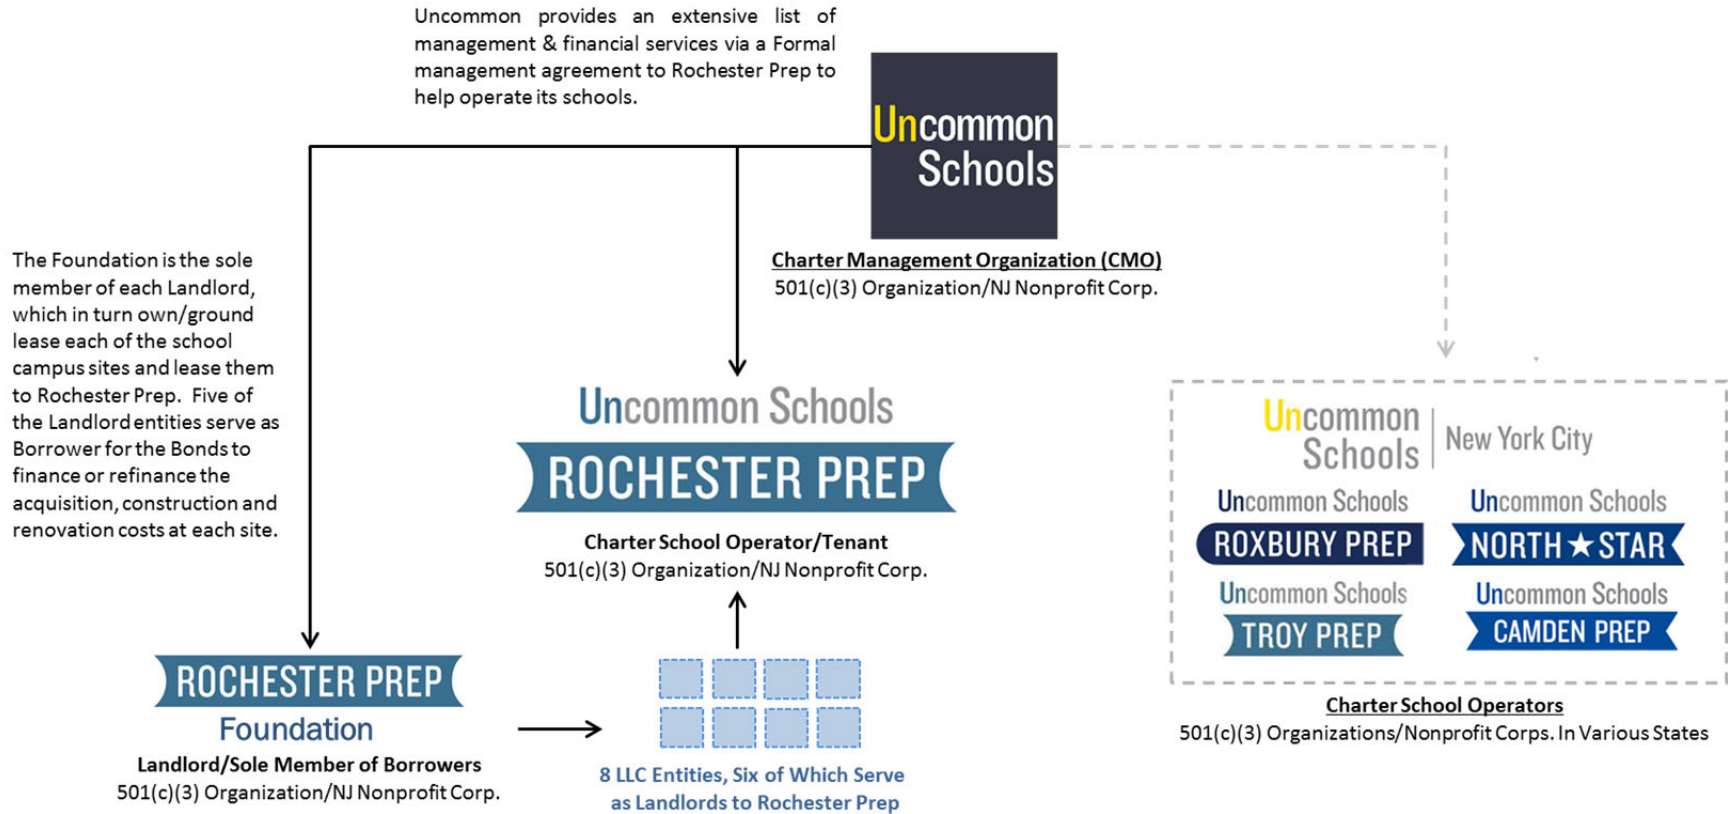 Uncommon provides an extensive list of
management & financial services via a Formal
management agreement to Rochester Prep to
help operate its schools.
Uncommon
Schools
Charter Management Organization (CMO)
501(c)(3) Organization/NJ Nonprofit Corp.
The Foundation is the sole
member of each Landlord,
which in turn own/ground
lease each of the school
campus sites and lease them
to Rochester Prep. Five of
the Landlord entities serve as
Borrower for the Bonds to
finance or refinance the
acquisition, construction and
renovation costs at each site.
Uncommon Schools
ROCHESTER PREP
Charter School Operator/Tenant
501(c)(3) Organization/NJ Nonprofit Corp.
ROCHESTER PREP
Foundation
Landlord/Sole Member of Borrowers
501(c)(3) Organization/NJ Nonprofit Corp.
8 LLC Entities, Six of Which Serve
as Landlords to Rochester Prep
Uncommon
Schools
New York City
Uncommon Schools
ROXBURY PREP
Uncommon Schools
NORTH ★ STAR
Uncommon Schools
TROY PREP
Uncommon Schools
CAMDEN PREP
Charter School Operators
501(c)(3) Organizations/Nonprofit Corps. In Various States